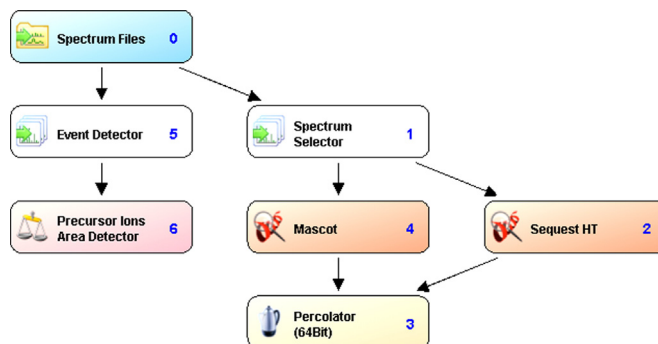 Spectrum Files 0
Event Detector 5
Spectrum
Selector 1
Precursor Ions
Area Detector 6
Mascot 4
Sequest HT 2
Percolator
(64Bit) 3